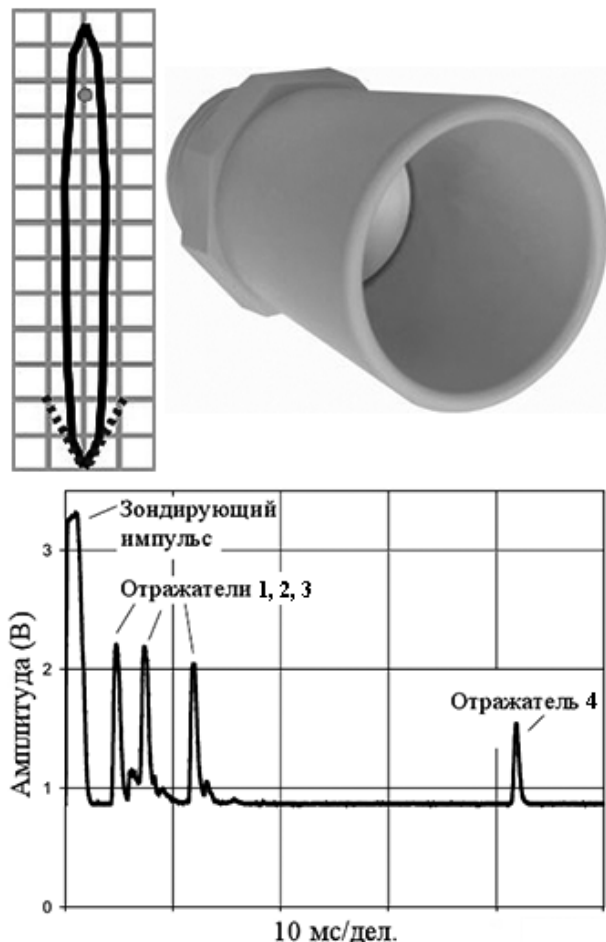 Зондирующий
импульс
Отражатели 1, 2, 3
Отражатель 4
Амплитуда (В)
3
2
1
0
10 мс/дел.